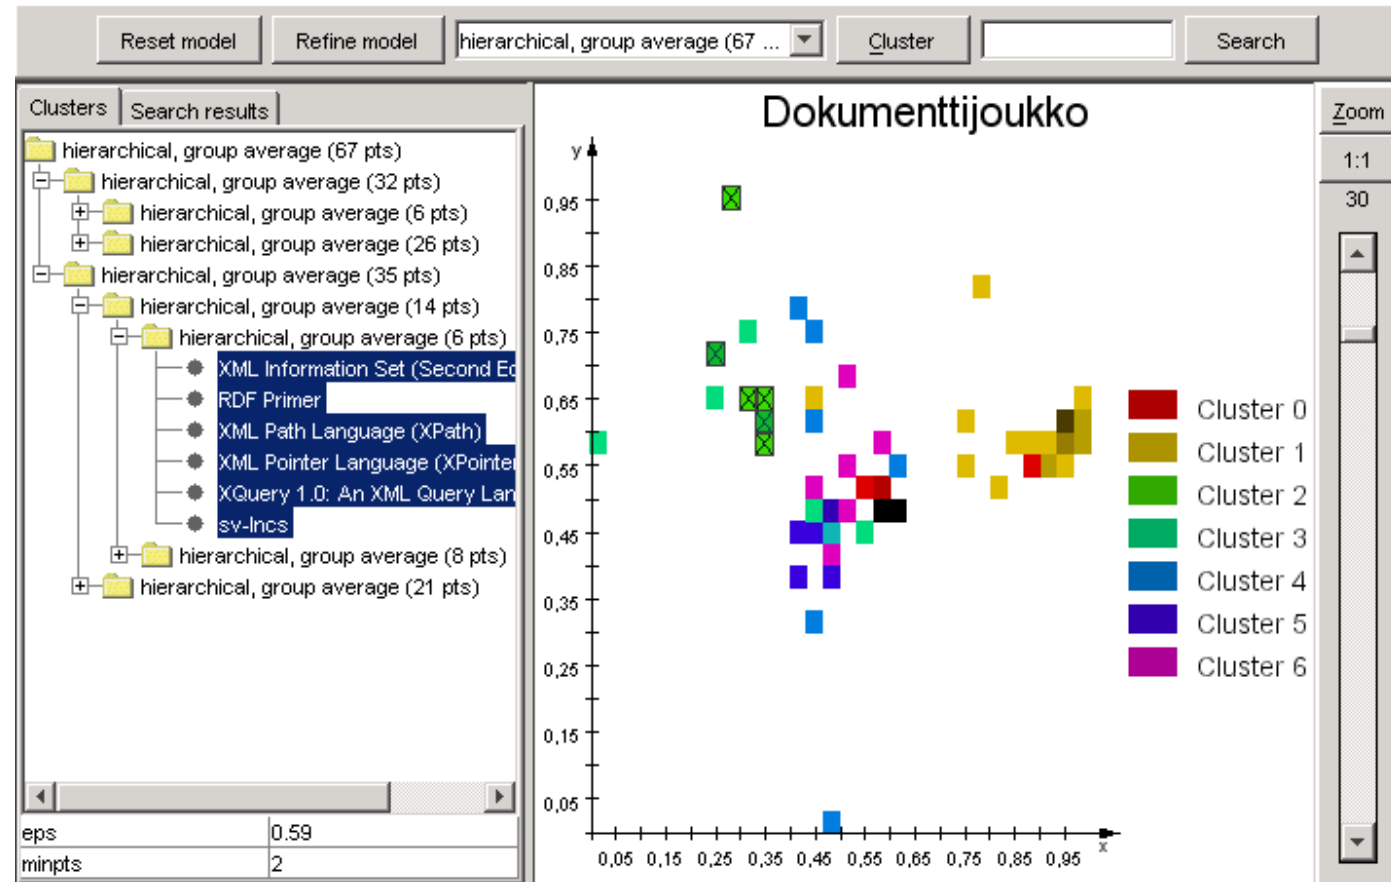 Reset model
Refine model
hierarchical, group average (67 ...
Cluster
Search
Clusters
Search results
hierarchical, group average (67 pts)
hierarchical, group average (32 pts)
hierarchical, group average (6 pts)
hierarchical, group average (26 pts)
hierarchical, group average (35 pts)
hierarchical, group average (14 pts)
hierarchical, group average (6 pts)
XML Information Set (Second Ed
RDF Primer
XML Path Language (XPath)
XML Pointer Language (XPointer
XQuery 1.0: An XML Query Lan
sv-lncs
hierarchical, group average (8 pts)
hierarchical, group average (21 pts)
eps 0.59
minpts 2
Dokumenttijoukko
y
0,95
0,85
0,75
0,65
0,55
0,45
0,35
0,25
0,15
0,05
0,05 0,15 0,25 0,35 0,45 0,55 0,65 0,75 0,85 0,95
x
Cluster 0
Cluster 1
Cluster 2
Cluster 3
Cluster 4
Cluster 5
Cluster 6
Zoom
1:1
30